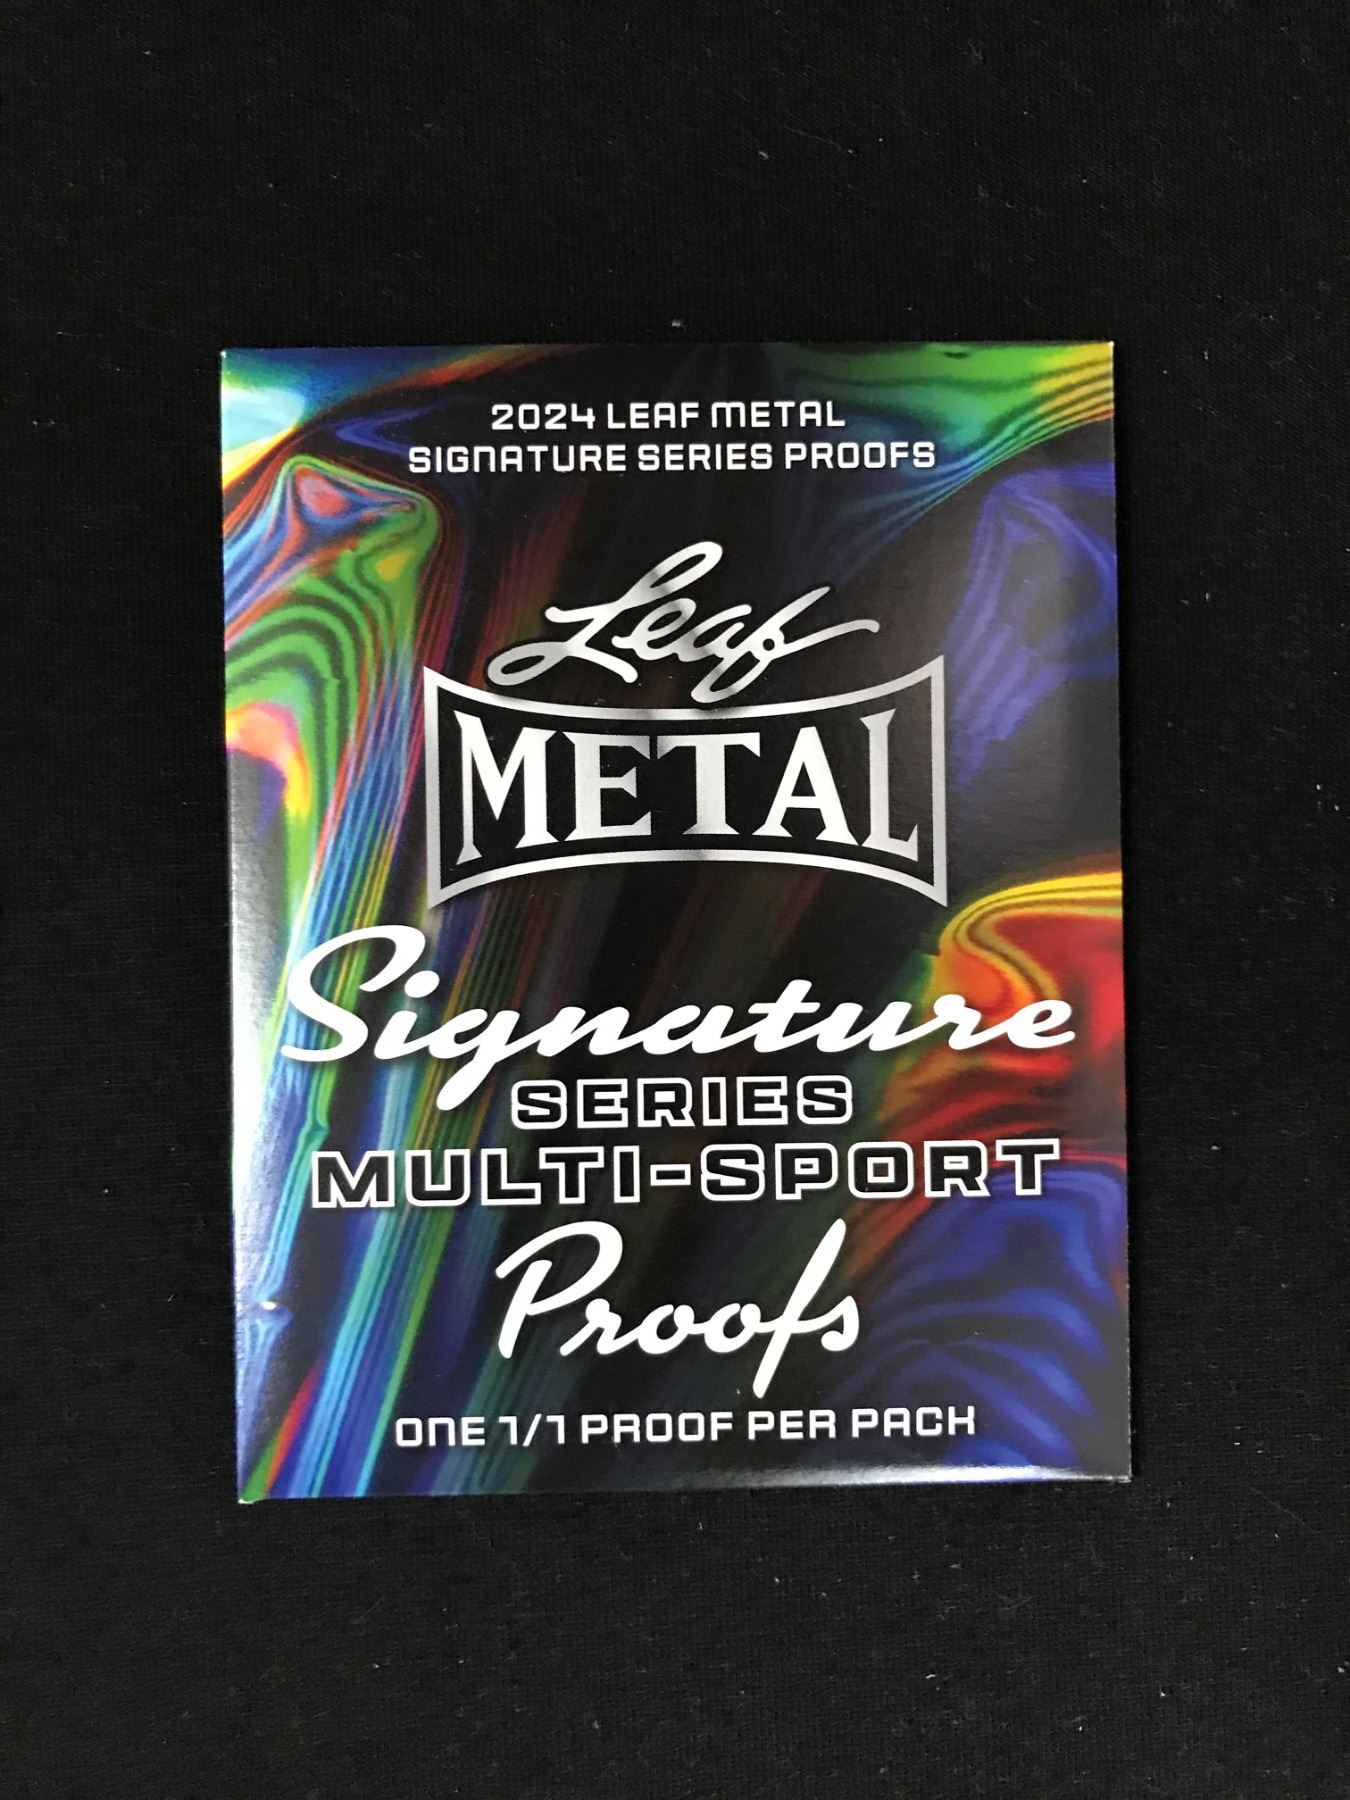 2024 LEAF METAL
SIGNATURE SERIES PROOFS
Leaf
METAL
Signature
SERIES
MULTI-SPORT
Proofs
ONE 1/1 PROOF PER PACK